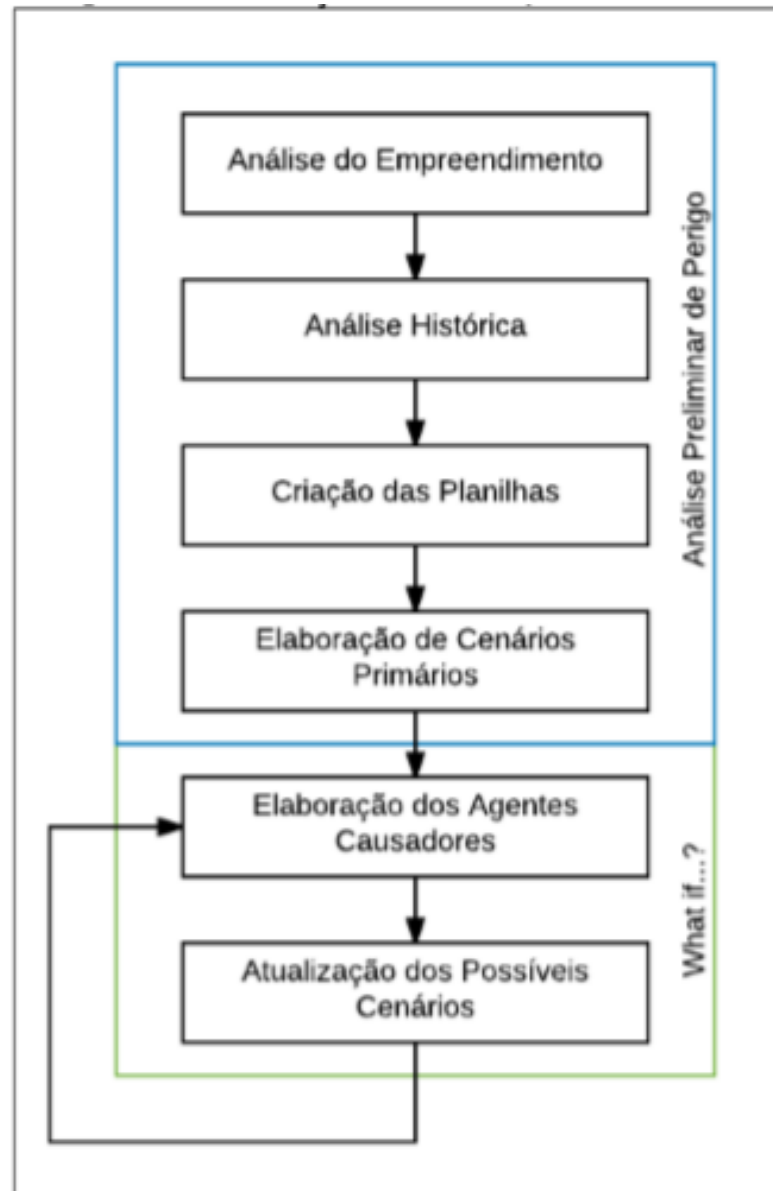 Análise do Empreendimento
Análise Histórica
Criação das Planilhas
Elaboração de Cenários
Primários
Análise Preliminar de Perigo
Elaboração dos Agentes
Causadores
Atualização dos Possíveis
Cenários
What if...?